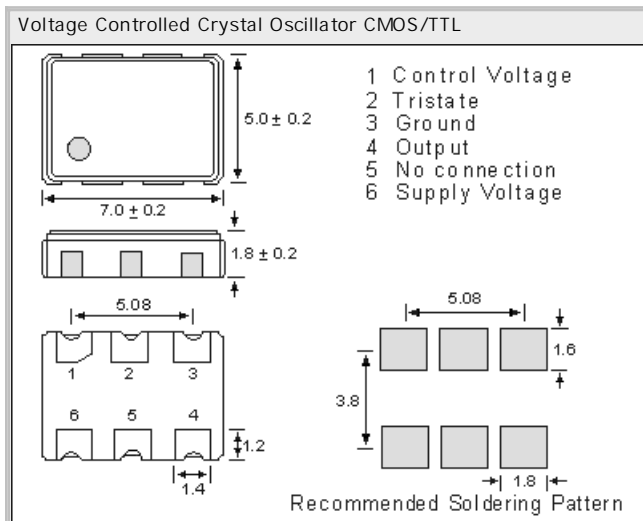 Voltage Controlled Crystal Oscillator CMOS/TTL
5.0 ± 0.2
7.0 ± 0.2
1 Control Voltage
2 Tristate
3 Ground
4 Output
5 No connection
6 Supply Voltage
1.8 ± 0.2
5.08
1 2 3
6 5 4
1.2
1.4
5.08
1.6
3.8
1.8
Recommended Soldering Pattern